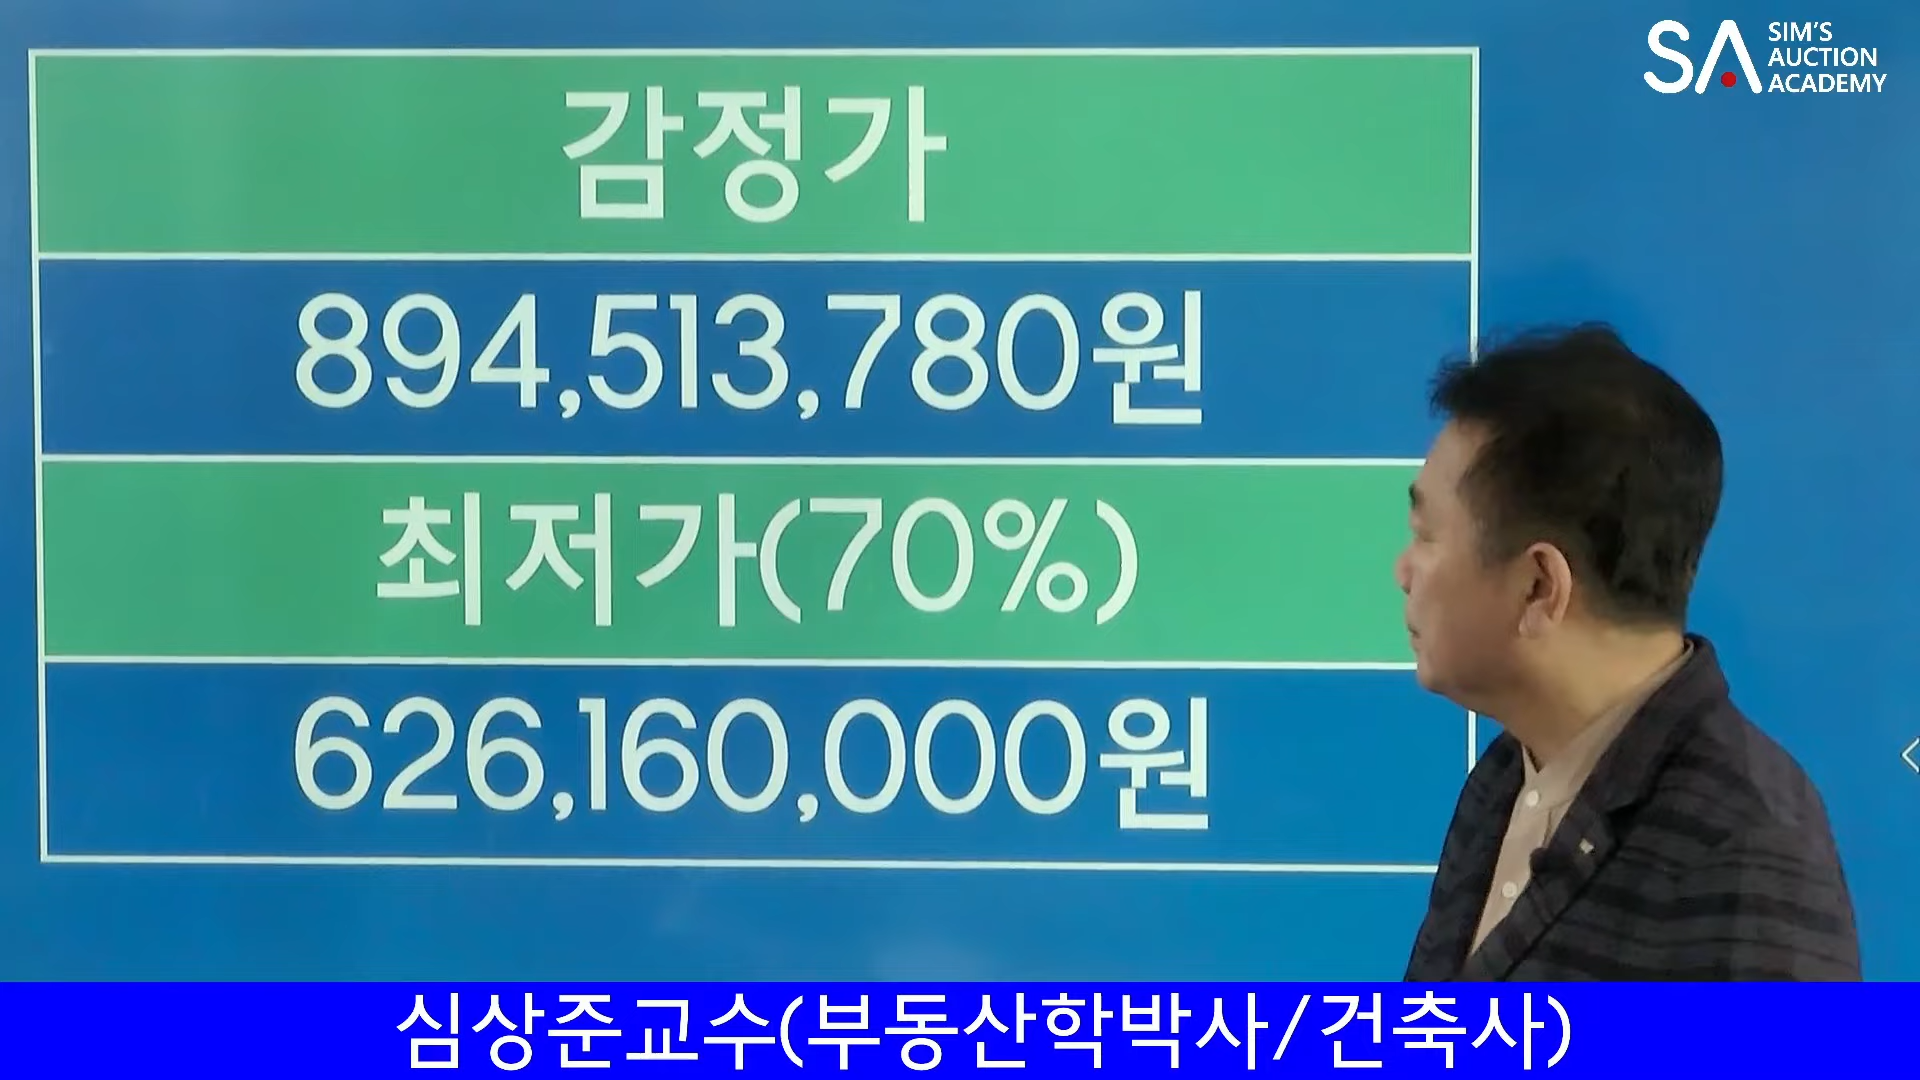 SA
SIM'S
AUCTION
ACADEMY
감정가
894,513,780원
최저가(70%)
626,160,000원
심상준교수(부동산학박사/건축사)